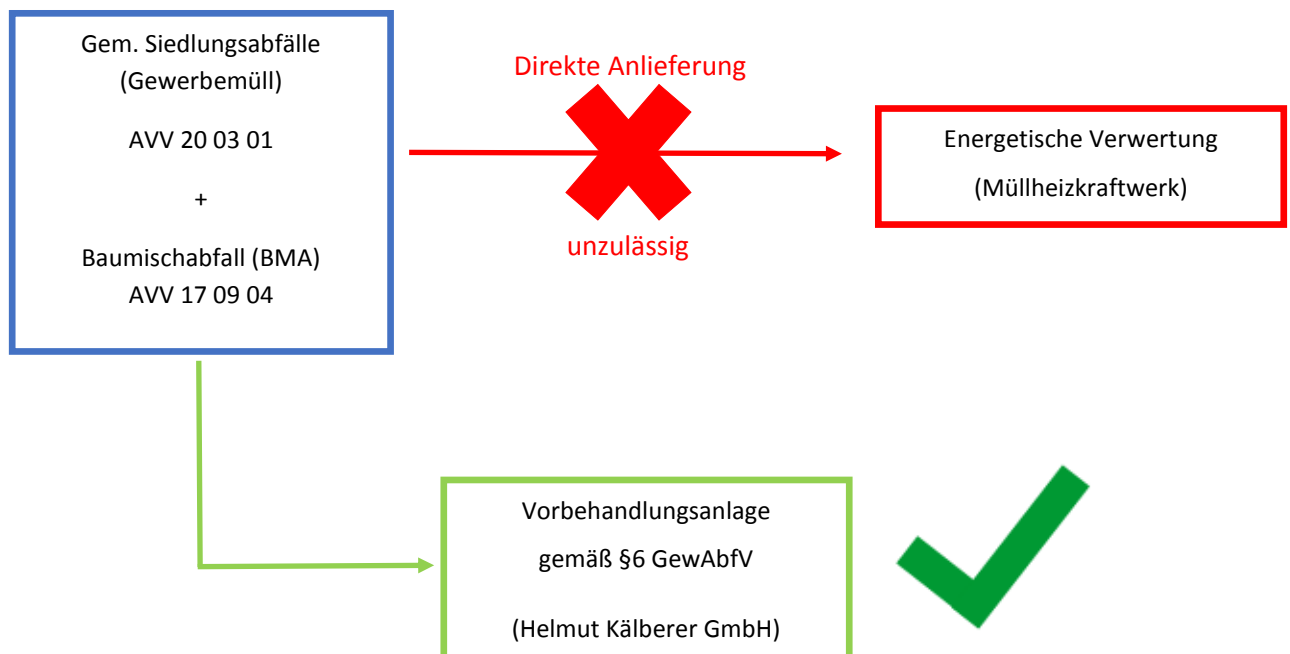 Gem. Siedlungsabfälle
(Gewerbemüll)
AVV 20 03 01
+
Baumischabfall (BMA)
AVV 17 09 04
Direkte Anlieferung
unzulässig
Energetische Verwertung
(Müllheizkraftwerk)
Vorbehandlungsanlage
gemäß §6 GewAbfV
(Helmut Kälberer GmbH)